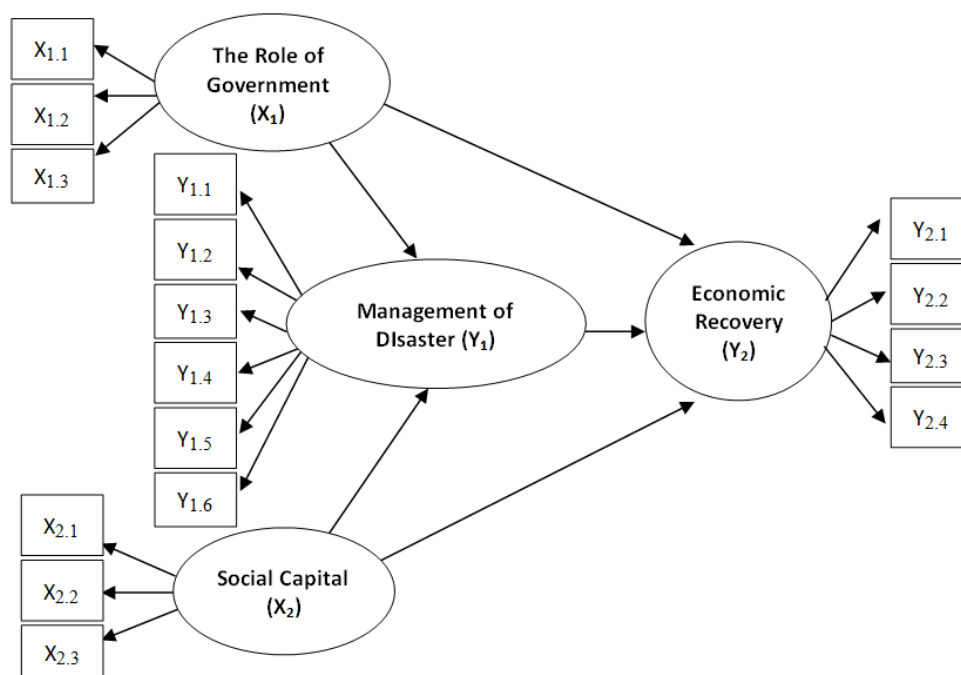 X1.1
X1.2
X1.3
The Role of
Government
(X1)
Y1.1
Y1.2
Y1.3
Y1.4
Y1.5
Y1.6
Management of
DIsaster (Y1)
Economic
Recovery
(Y2)
Y2.1
Y2.2
Y2.3
Y2.4
X2.1
X2.2
X2.3
Social Capital
(X2)